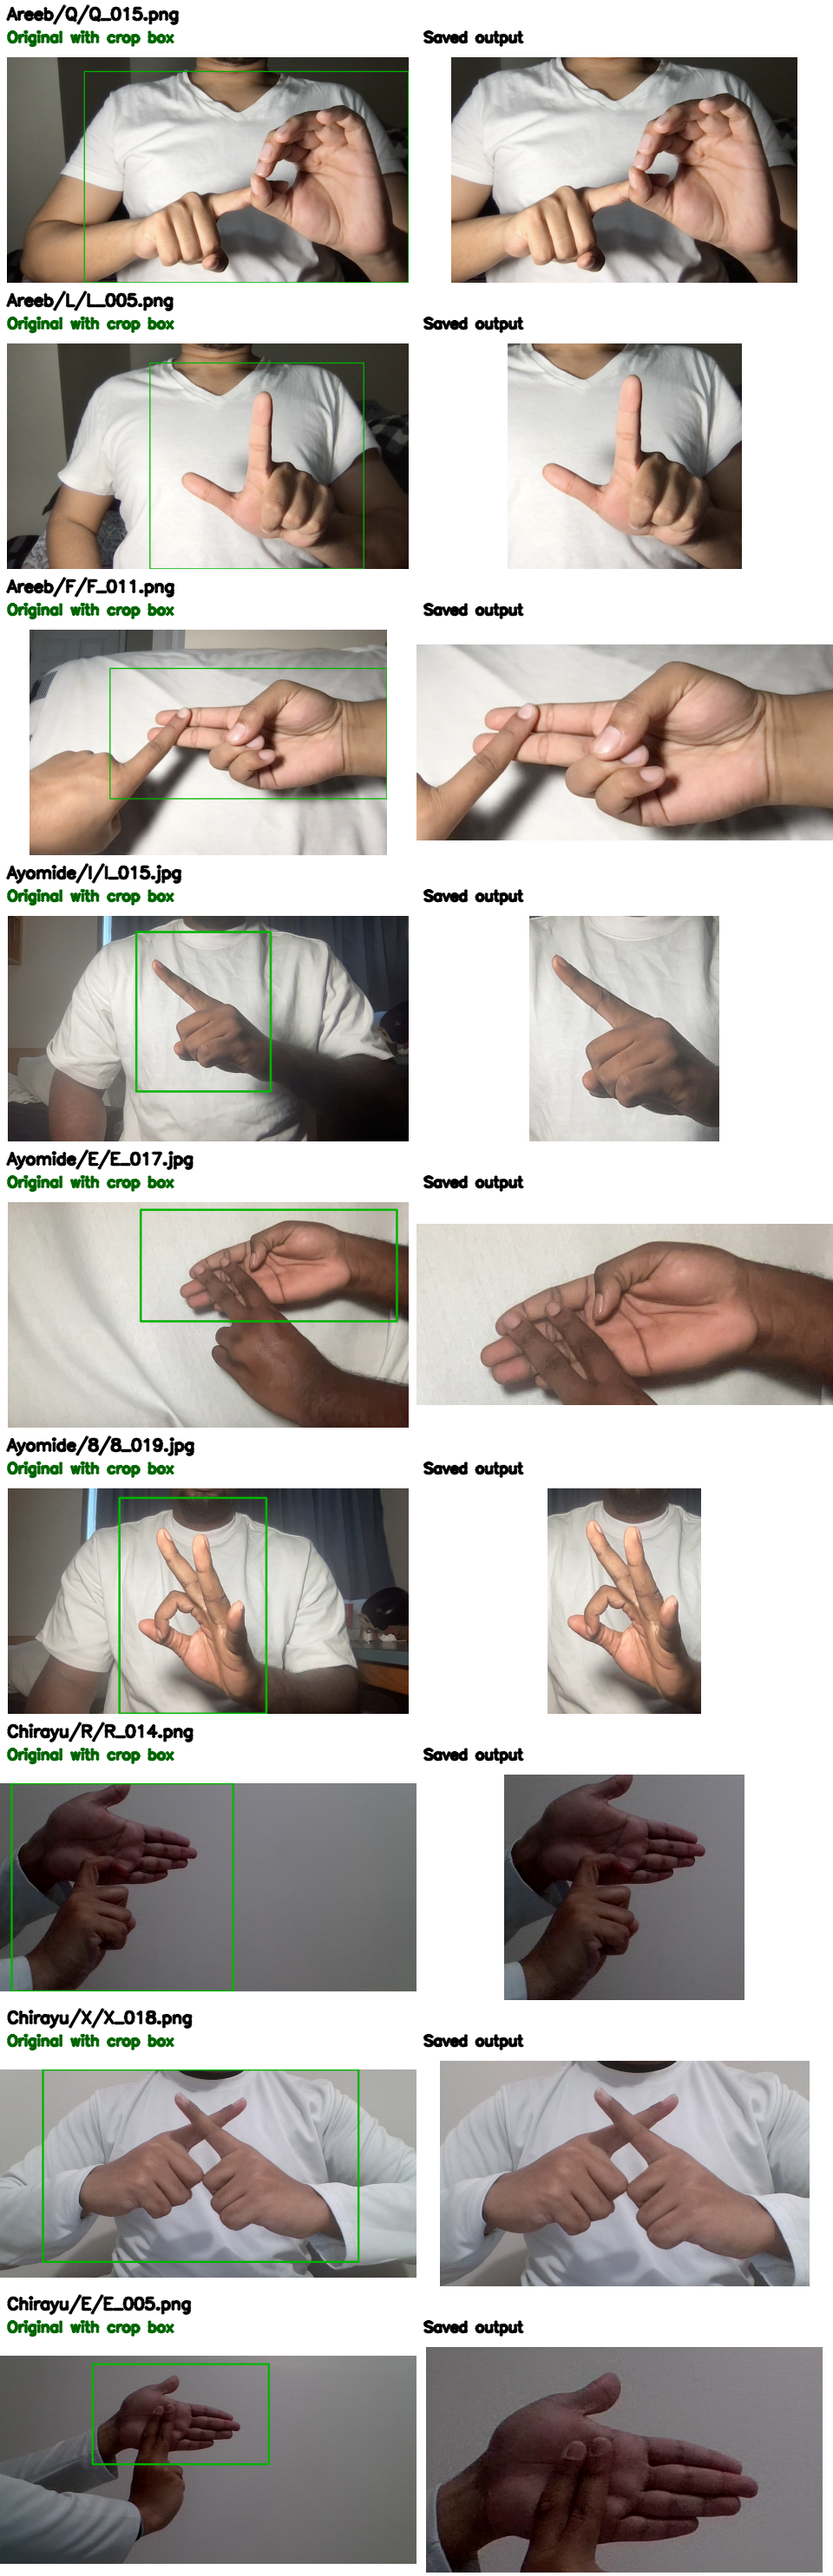 Areeb/Q/Q_015.png
Original with crop box Saved output
Areeb/L/L_005.png
Original with crop box Saved output
Areeb/F/F_011.png
Original with crop box Saved output
Ayomide/I/I_015.jpg
Original with crop box Saved output
Ayomide/E/E_017.jpg
Original with crop box Saved output
Ayomide/8/8_019.jpg
Original with crop box Saved output
Chirayu/R/R_014.png
Original with crop box Saved output
Chirayu/X/X_018.png
Original with crop box Saved output
Chirayu/E/E_005.png
Original with crop box Saved output